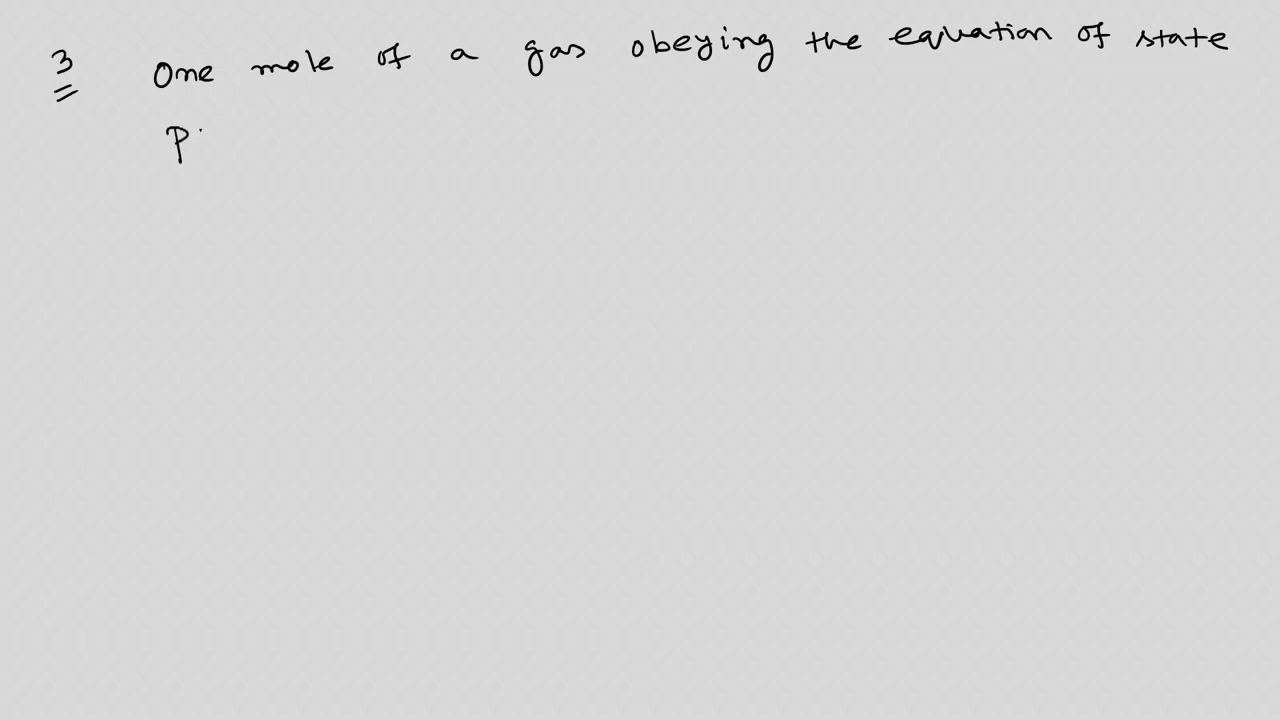 3 One mole of a gas obeying the equation of state
P